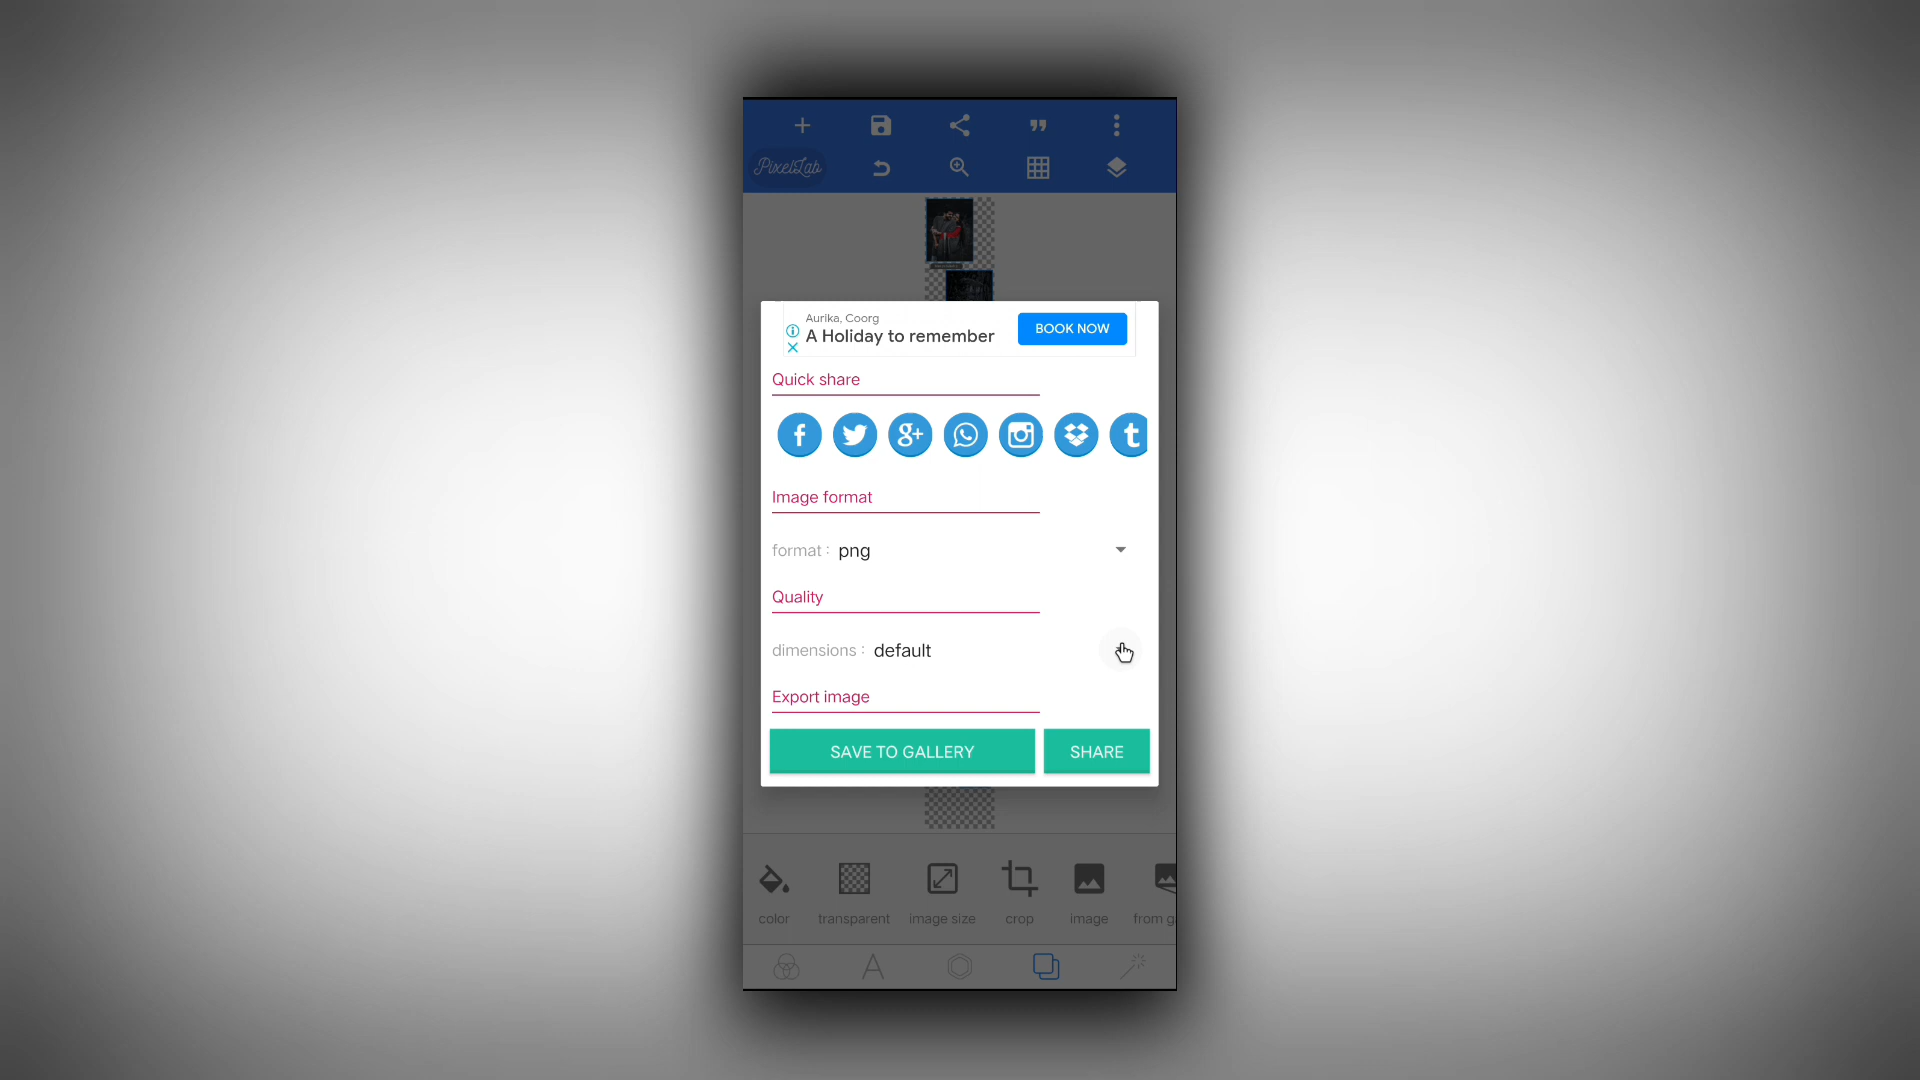 PixelLab
Aurika, Coorg
A Holiday to remember
BOOK NOW
Quick share
Image format
format : png
Quality
dimensions : default
Export image
SAVE TO GALLERY
SHARE
color
transparent
image size
crop
image
from g